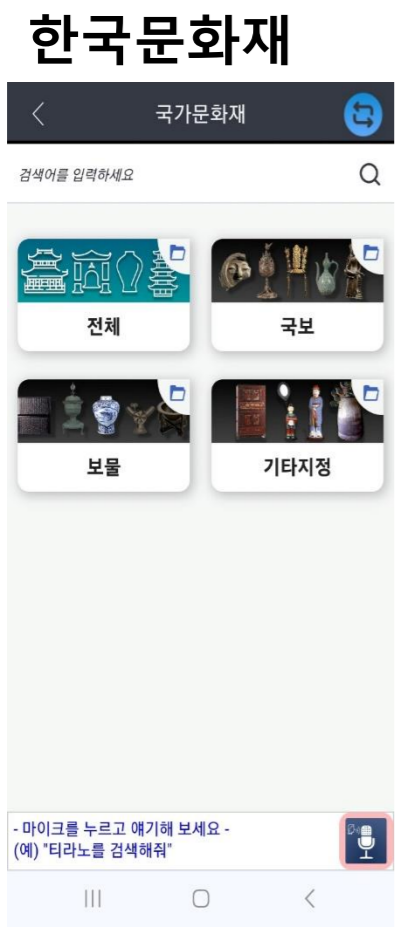 한국문화재
국가문화재
검색어를 입력하세요
전체
국보
보물
기타지정
- 마이크를 누르고 얘기해 보세요 -
(예) "티라노를 검색해줘"